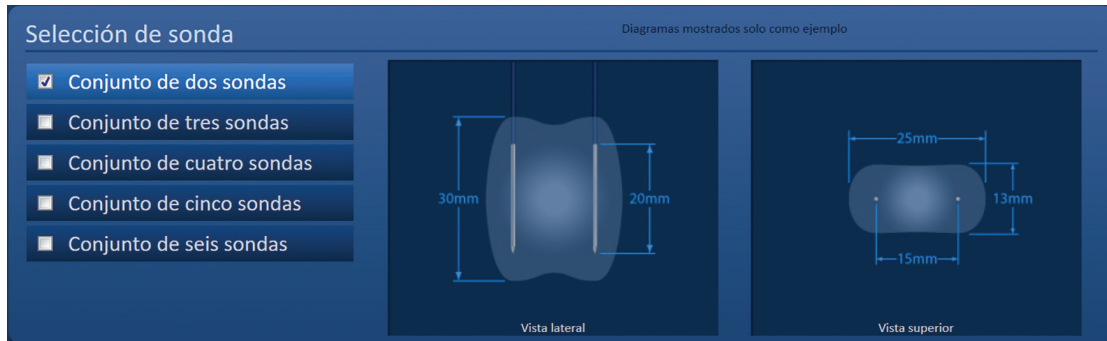 Selección de sonda
Diagramas mostrados solo como ejemplo
Conjunto de dos sondas
Conjunto de tres sondas
Conjunto de cuatro sondas
Conjunto de cinco sondas
Conjunto de seis sondas
30mm
20mm
Vista lateral
25mm
13mm
15mm
Vista superior